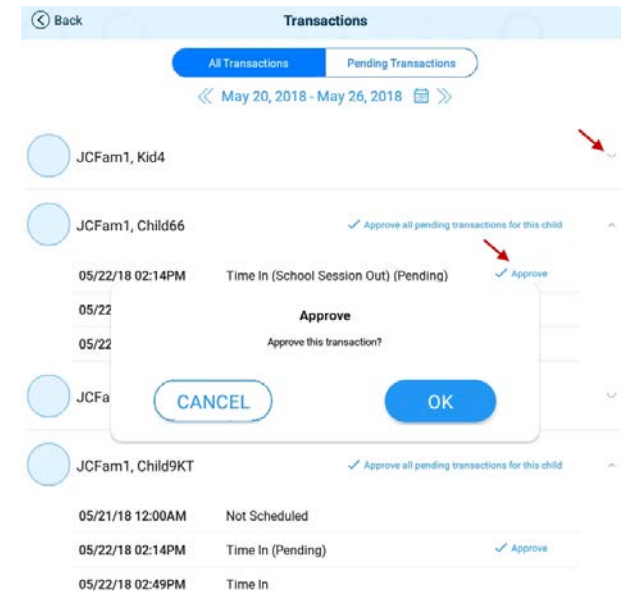 Back Transactions
All Transactions Pending Transactions
May 20, 2018 - May 26, 2018
JCFam1, Kid4
JCFam1, Child66 Approve all pending transactions for this child
05/22/18 02:14PM Time In (School Session Out) (Pending) Approve
05/22
Approve
05/22 Approve this transaction?
JCFa CANCEL OK
JCFam1, Child9KT Approve all pending transactions for this child
05/21/18 12:00AM Not Scheduled
05/22/18 02:14PM Time In (Pending) Approve
05/22/18 02:49PM Time In